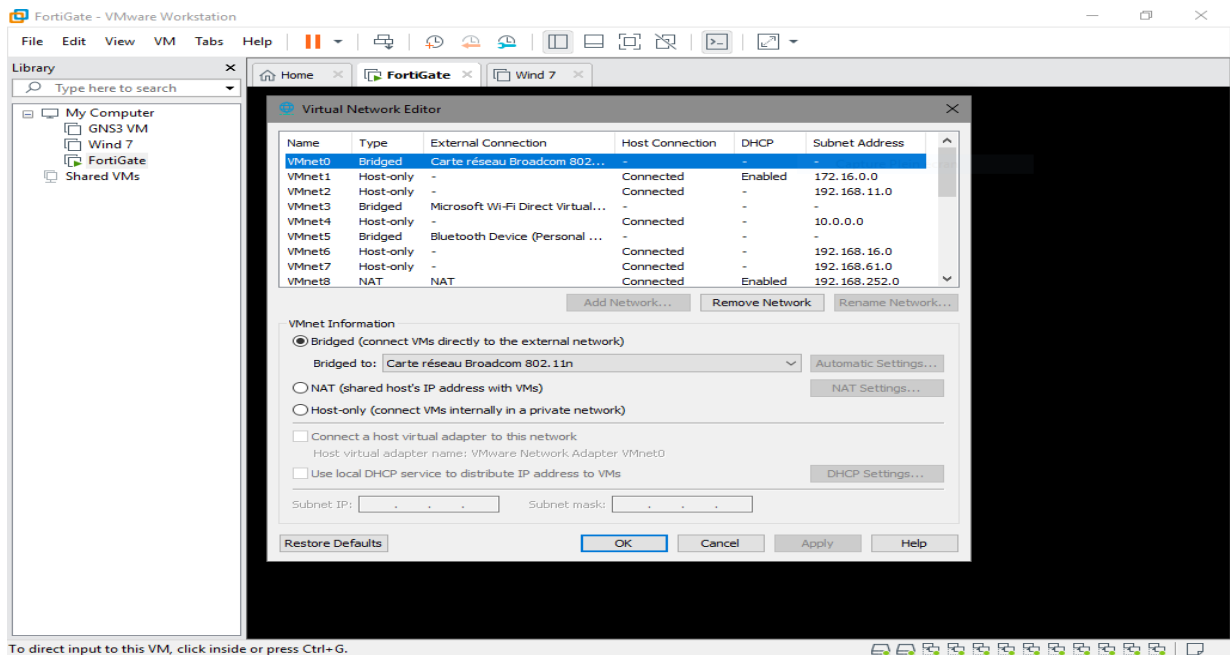 FortiGate - VMware Workstation
File Edit View VM Tabs Help
Library
Type here to search
My Computer
GNS3 VM
Wind 7
FortiGate
Shared VMs
Home FortiGate Wind 7
Virtual Network Editor
Name Type External Connection Host Connection DHCP Subnet Address
VMnet0 Bridged Carte réseau Broadcom 802... - - -
VMnet1 Host-only - Connected Enabled 172.16.0.0
VMnet2 Host-only - Connected - 192.168.11.0
VMnet3 Bridged Microsoft Wi-Fi Direct Virtual... - - -
VMnet4 Host-only - Connected - 10.0.0.0
VMnet5 Bridged Bluetooth Device (Personal ... - - -
VMnet6 Host-only - Connected - 192.168.16.0
VMnet7 Host-only - Connected - 192.168.61.0
VMnet8 NAT NAT Connected Enabled 192.168.252.0
Add Network... Remove Network Rename Network...
VMnet Information
Bridged (connect VMs directly to the external network)
Bridged to: Carte réseau Broadcom 802.11n Automatic Settings...
NAT (shared host's IP address with VMs) NAT Settings...
Host-only (connect VMs internally in a private network)
Connect a host virtual adapter to this network
Host virtual adapter name: VMware Network Adapter VMnet0
Use local DHCP service to distribute IP address to VMs DHCP Settings...
Subnet IP: . . . Subnet mask: . . .
Restore Defaults OK Cancel Apply Help
To direct input to this VM, click inside or press Ctrl+G.